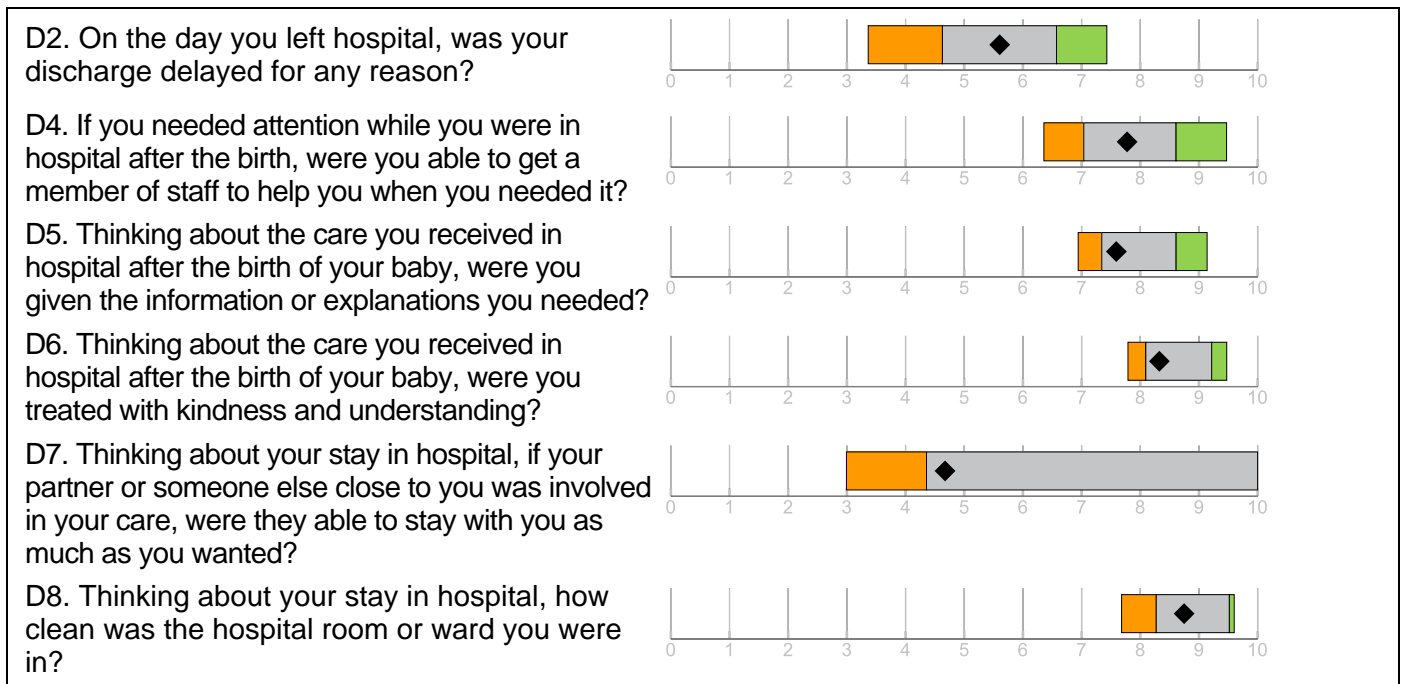 D2. On the day you left hospital, was your
discharge delayed for any reason?
0 1 2 3 4 5 6 7 8 9 10
D4. If you needed attention while you were in
hospital after the birth, were you able to get a
member of staff to help you when you needed it?
0 1 2 3 4 5 6 7 8 9 10
D5. Thinking about the care you received in
hospital after the birth of your baby, were you
given the information or explanations you needed?
0 1 2 3 4 5 6 7 8 9 10
D6. Thinking about the care you received in
hospital after the birth of your baby, were you
treated with kindness and understanding?
0 1 2 3 4 5 6 7 8 9 10
D7. Thinking about your stay in hospital, if your
partner or someone else close to you was involved
in your care, were they able to stay with you as
much as you wanted?
0 1 2 3 4 5 6 7 8 9 10
D8. Thinking about your stay in hospital, how
clean was the hospital room or ward you were
in?
0 1 2 3 4 5 6 7 8 9 10